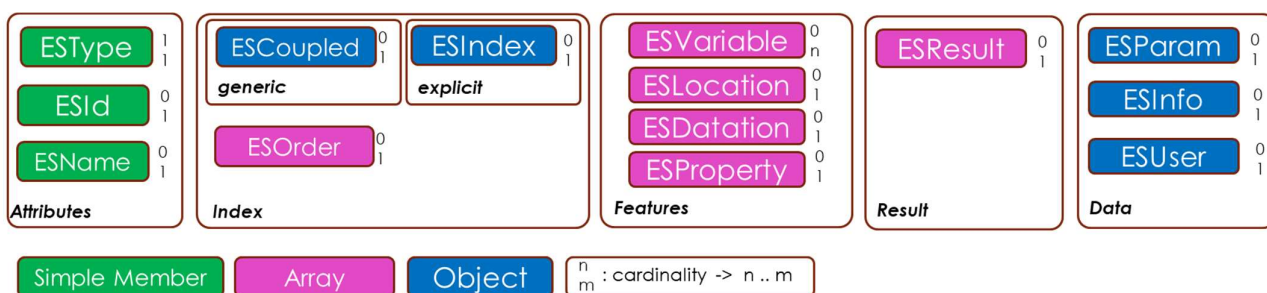 ESType 1
1
ESId 0
1
ESName 0
1
Attributes
ESCoupled 0
1
generic
ESIndex 0
1
explicit
ESOrder 0
1
Index
ESVariable 0
n
ESLocation 0
1
ESDatation 0
1
ESProperty 0
1
Features
ESResult 0
1
Result
ESParam 0
1
ESInfo 0
1
ESUser 0
1
Data
Simple Member
Array
Object
n
m : cardinality -> n .. m